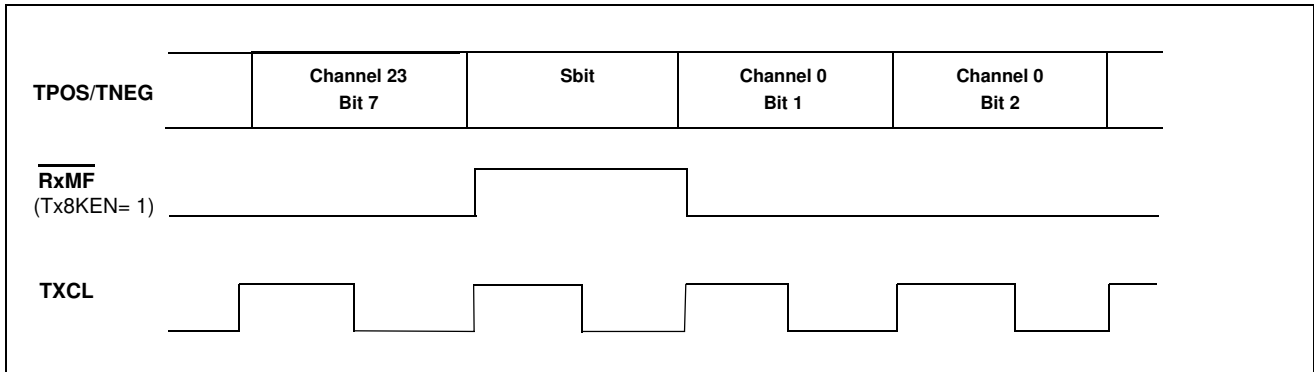 TPOS/TNEG
Channel 23
Bit 7
Sbit
Channel 0
Bit 1
Channel 0
Bit 2
RxMF
(Tx8KEN= 1)
TXCL